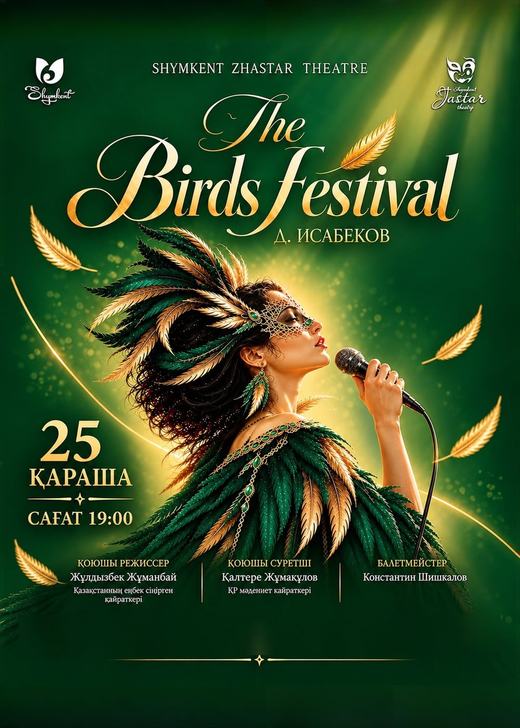 Shymkent
SHYMKENT ZHASTAR THEATRE
Shymkent
Jastar
theatre
The
Birds Festival
Д. ИСАБЕКОВ
25
ҚАРАША
САҒАТ 19:00
ҚОЮШЫ РЕЖИССЕР
Жұлдызбек Жұманбай
Қазақстанның еңбек сіңірген
қайраткері
ҚОЮШЫ СУРЕТШІ
Қалтере Жұмақұлов
ҚР мәдениет қайраткері
БАЛЕТМЕЙСТЕР
Константин Шишкалов